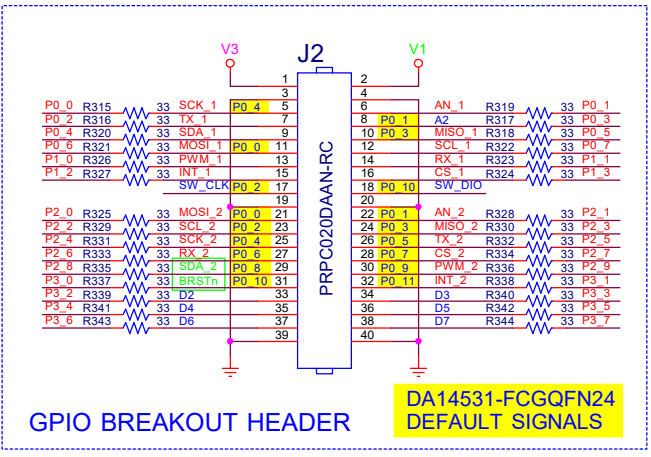 V3 J2 V1
1 2
3 4
P0_0 R315 33 SCK_1 P0_4 5 6 AN_1 R319 33 P0_1
P0_2 R316 33 TX_1 7 8 P0_1 A2 R317 33 P0_3
P0_4 R320 33 SDA_1 9 10 P0_3 MISO_1 R318 33 P0_5
P0_6 R321 33 MOSI_1 P0_0 11 12 SCL_1 R322 33 P0_7
P1_0 R326 33 PWM_1 13 14 RX_1 R323 33 P1_1
P1_2 R327 33 INT_1 15 16 CS_1 R324 33 P1_3
SW_CLK P0_2 17 18 P0_10 SW_DIO
19 20
P2_0 R325 33 MOSI_2 P0_0 21 22 P0_1 AN_2 R328 33 P2_1
P2_2 R329 33 SCL_2 P0_2 23 24 P0_3 MISO_2 R330 33 P2_3
P2_4 R331 33 SCK_2 P0_4 25 26 P0_5 TX_2 R332 33 P2_5
P2_6 R333 33 RX_2 P0_6 27 28 P0_7 CS_2 R334 33 P2_7
P2_8 R335 33 SDA_2 P0_8 29 30 P0_9 PWM_2 R336 33 P2_9
P3_0 R337 33 BRSTn P0_10 31 32 P0_11 INT_2 R338 33 P3_1
P3_2 R339 33 D2 33 34 D3 R340 33 P3_3
P3_4 R341 33 D4 35 36 D5 R342 33 P3_5
P3_6 R343 33 D6 37 38 D7 R344 33 P3_7
39 40
PRPC020DAAN-RC
GPIO BREAKOUT HEADER
DA14531-FCGQFN24
DEFAULT SIGNALS